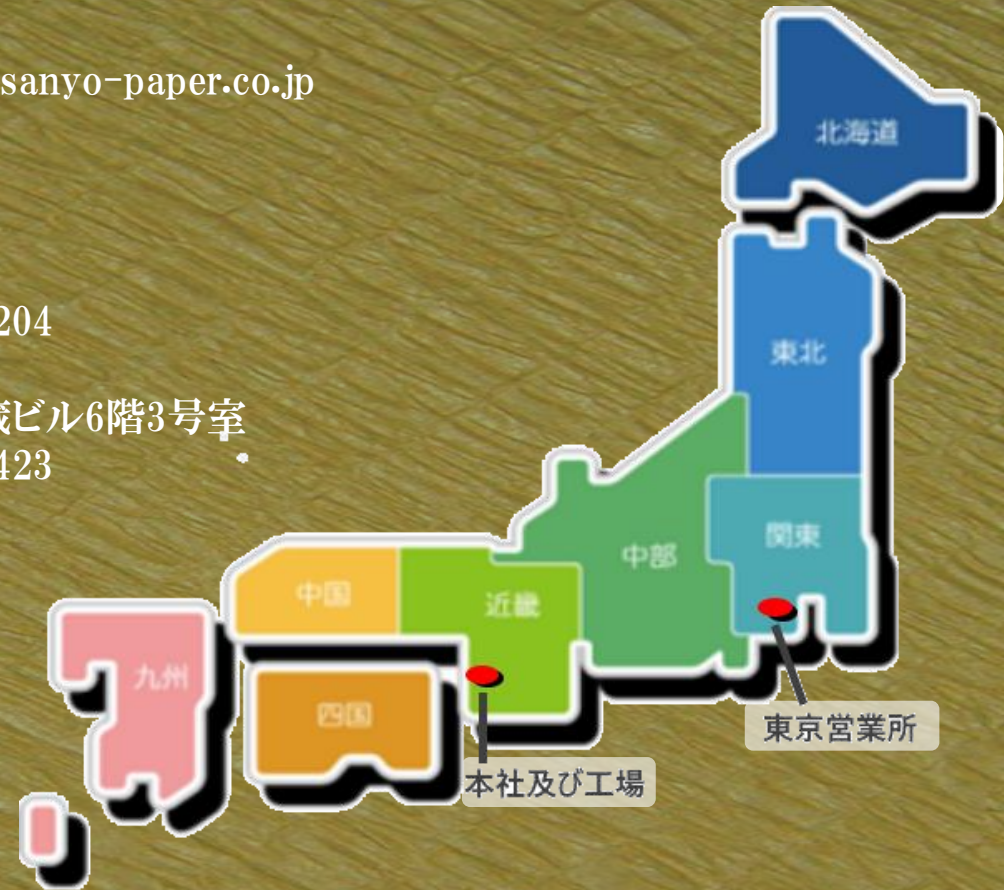 sanyo-paper.co.jp
北海道
204
東北
ビル6階3号室
423
関東
中部
中国
近畿
九州
四国
東京営業所
本社及び工場